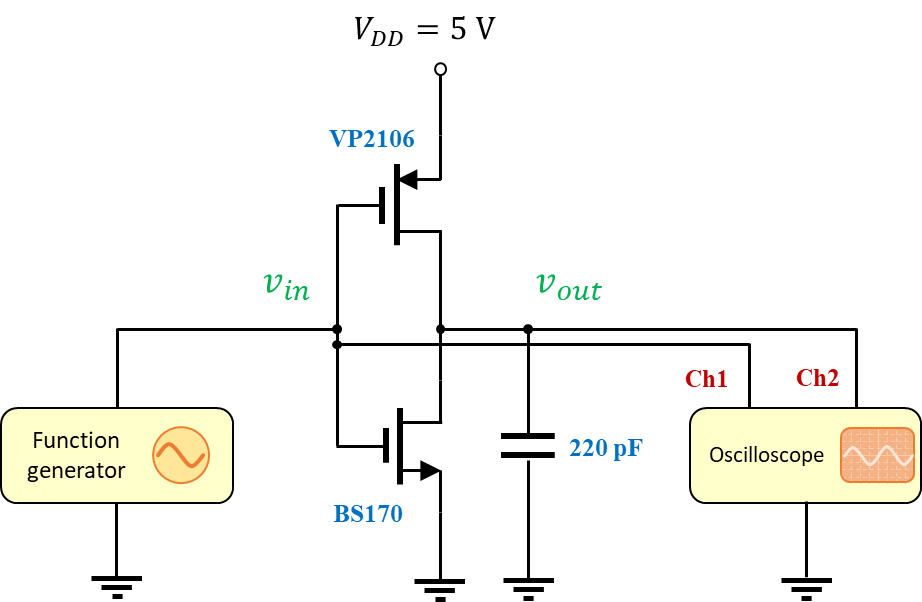 V_DD = 5 V
VP2106
v_in
v_out
Ch1
Ch2
Function
generator
Oscilloscope
220 pF
BS170